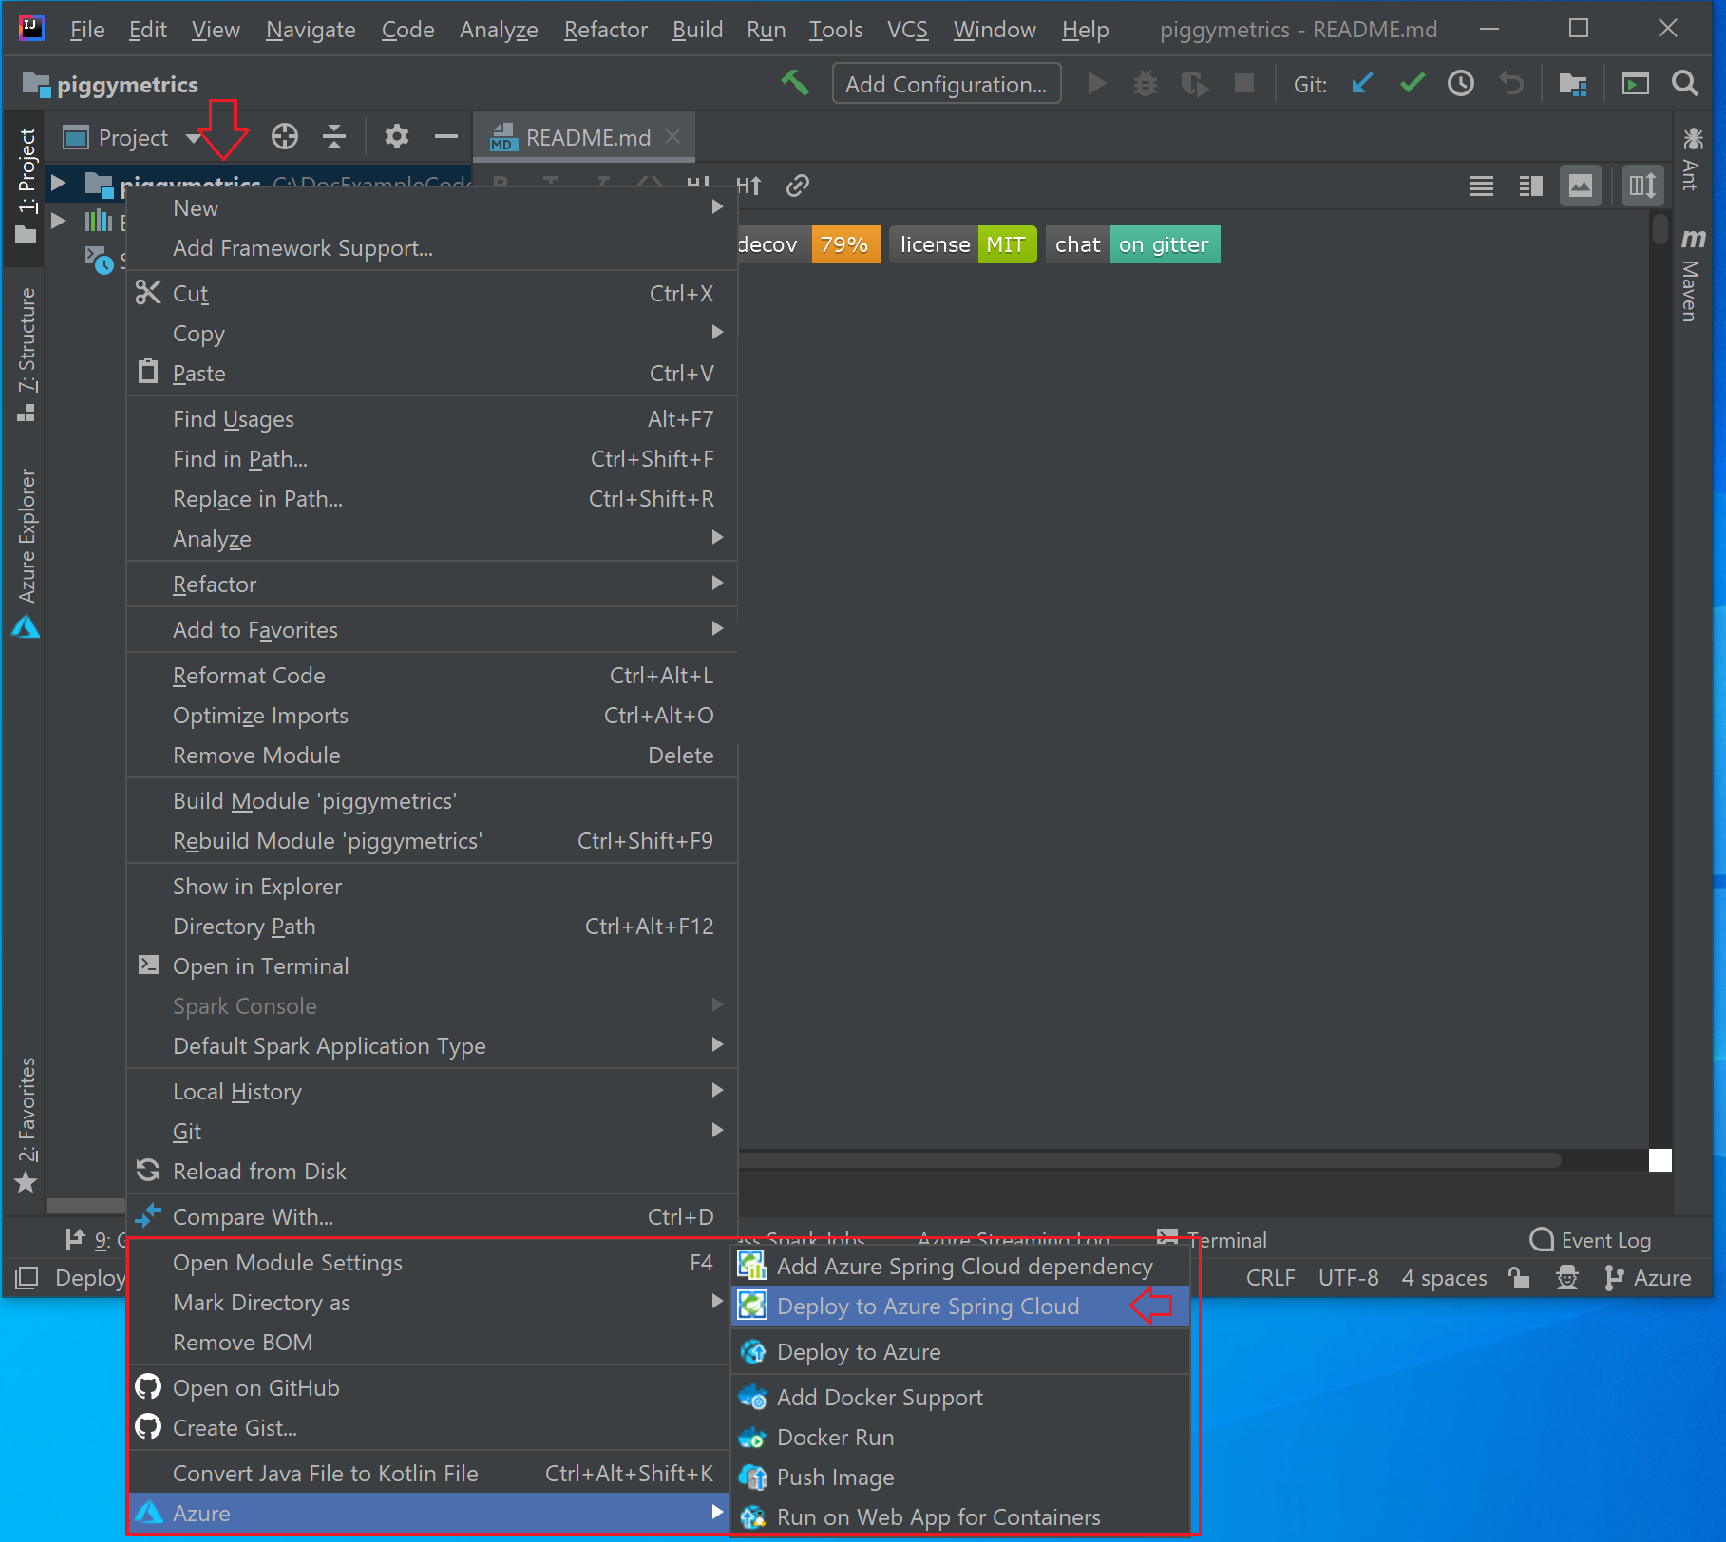 File Edit View Navigate Code Analyze Refactor Build Run Tools VCS Window Help piggymetrics - README.md
piggymetrics Add Configuration... Git:
Project README.md
piggymetrics C:\DocExampleCode
1: Project
7: Structure
Azure Explorer
2: Favorites
Ant
Maven
decov 79% license MIT chat on gitter
New
Add Framework Support...
Cut Ctrl+X
Copy
Paste Ctrl+V
Find Usages Alt+F7
Find in Path... Ctrl+Shift+F
Replace in Path... Ctrl+Shift+R
Analyze
Refactor
Add to Favorites
Reformat Code Ctrl+Alt+L
Optimize Imports Ctrl+Alt+O
Remove Module Delete
Build Module 'piggymetrics'
Rebuild Module 'piggymetrics' Ctrl+Shift+F9
Show in Explorer
Directory Path Ctrl+Alt+F12
Open in Terminal
Spark Console
Default Spark Application Type
Local History
Git
Reload from Disk
Compare With... Ctrl+D
Open Module Settings F4
Mark Directory as
Remove BOM
Open on GitHub
Create Gist...
Convert Java File to Kotlin File Ctrl+Alt+Shift+K
Azure
Add Azure Spring Cloud dependency
Deploy to Azure Spring Cloud
Deploy to Azure
Add Docker Support
Docker Run
Push Image
Run on Web App for Containers
9: G ess Spark Jobs Azure Streaming Log Terminal Event Log
Deploy CRLF UTF-8 4 spaces Azure